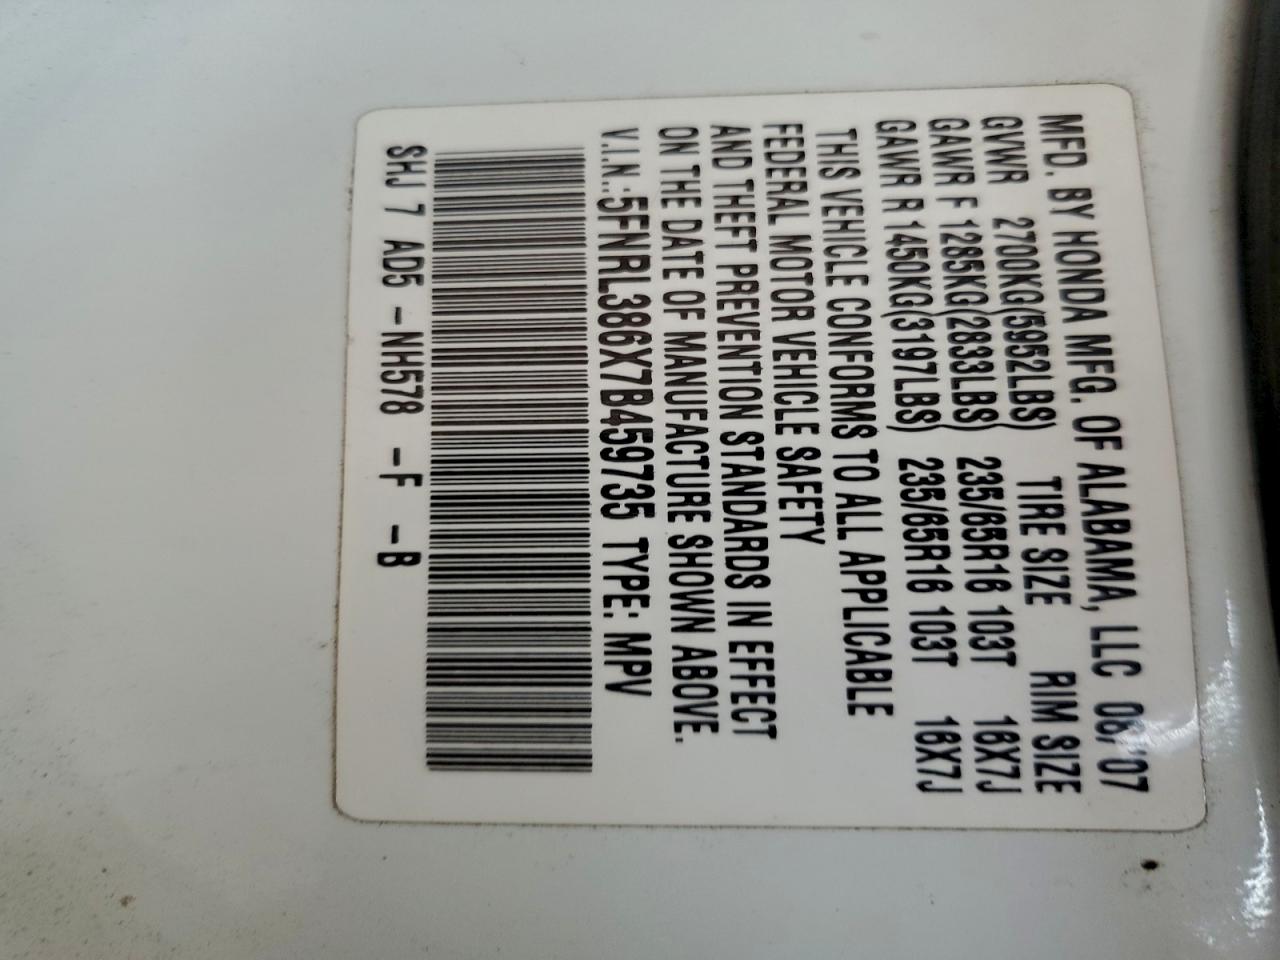 MFD. BY HONDA MFG. OF ALABAMA, LLC 08/'07
GVWR 2700KG(5952LBS) TIRE SIZE RIM SIZE
GAWR F 1285KG(2833LBS) 235/65R16 103T 16X7J
GAWR R 1450KG(3197LBS) 235/65R16 103T 16X7J
THIS VEHICLE CONFORMS TO ALL APPLICABLE
FEDERAL MOTOR VEHICLE SAFETY
AND THEFT PREVENTION STANDARDS IN EFFECT
ON THE DATE OF MANUFACTURE SHOWN ABOVE.
V.I.N.:5FNRL386X7B459735 TYPE: MPV
SHJ 7 AD5 -NH578 -F -B